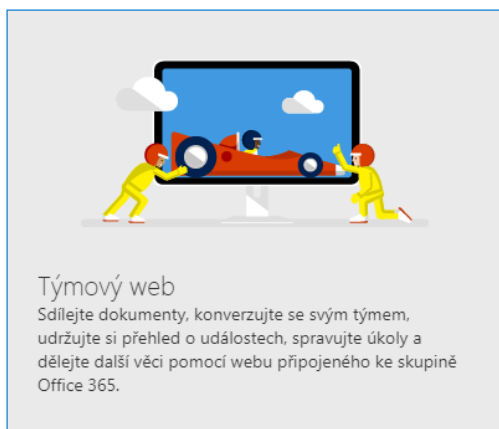 Týmový web
Sdílejte dokumenty, konverzujte se svým týmem,
udržujte si přehled o událostech, spravujte úkoly a
dělejte další věci pomocí webu připojeného ke skupině
Office 365.